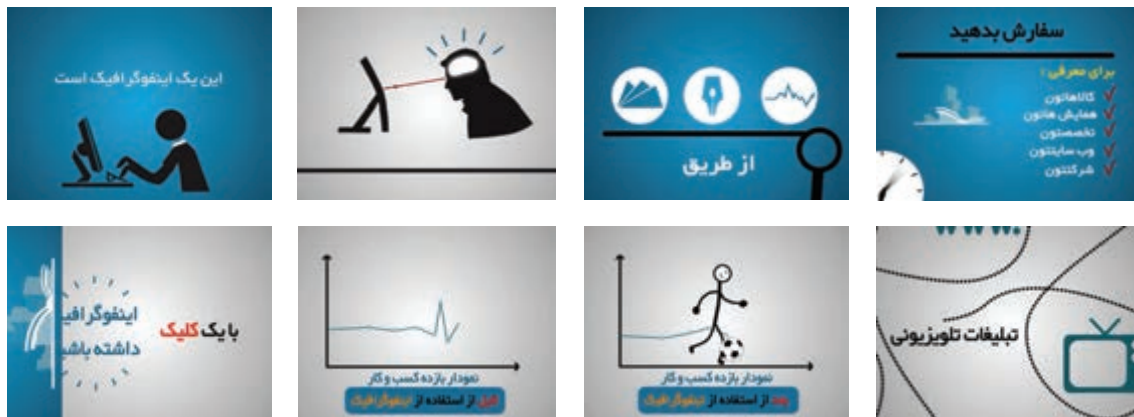 این یک اینفوگرافیک است
از طریق
سفارش بدهید
برای معرفی :
کالاهاتون
همایش هاتون
تخصصتون
وب سایتتون
شرکتتون
با یک کلیک
اینفوگرافی
داشته باشی
نمودار بازده کسب و کار
قبل از استفاده از اینفوگرافیک
نمودار بازده کسب و کار
بعد از استفاده از اینفوگرافیک
www.
تبلیغات تلویزیونی